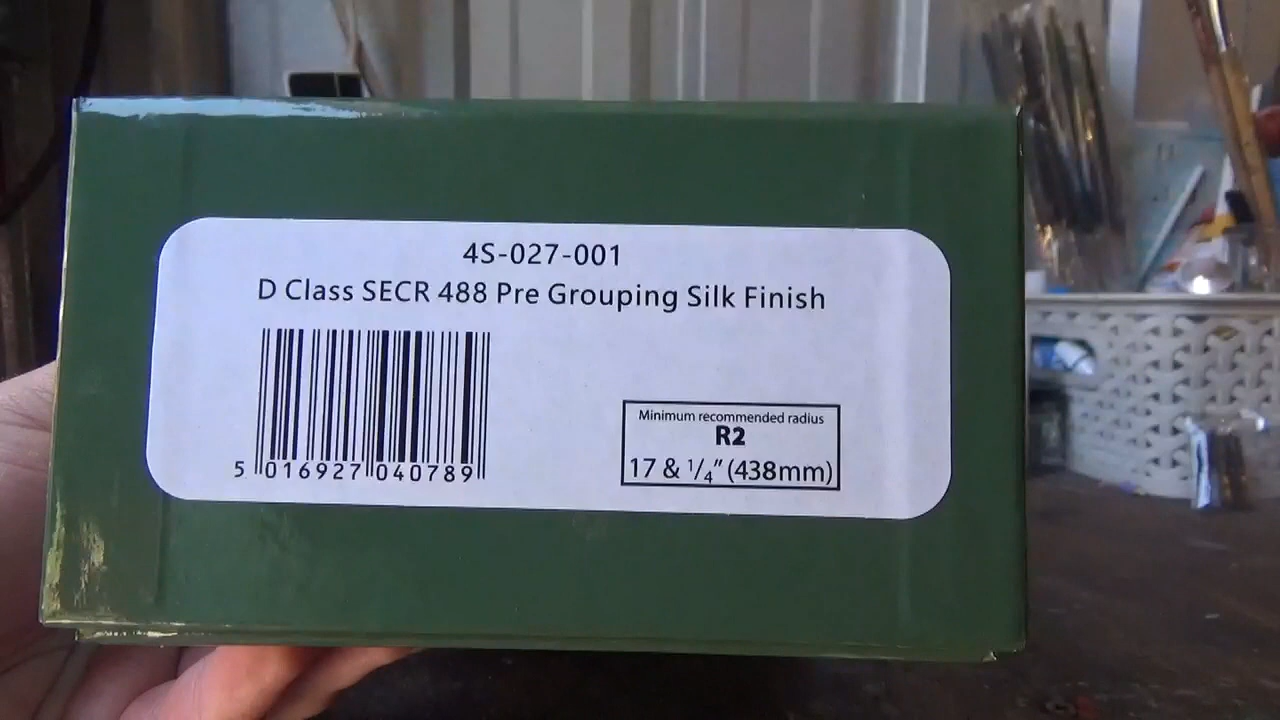 4S-027-001
D Class SECR 488 Pre Grouping Silk Finish
5 016927 040789
Minimum recommended radius
R2
17 & 1/4" (438mm)